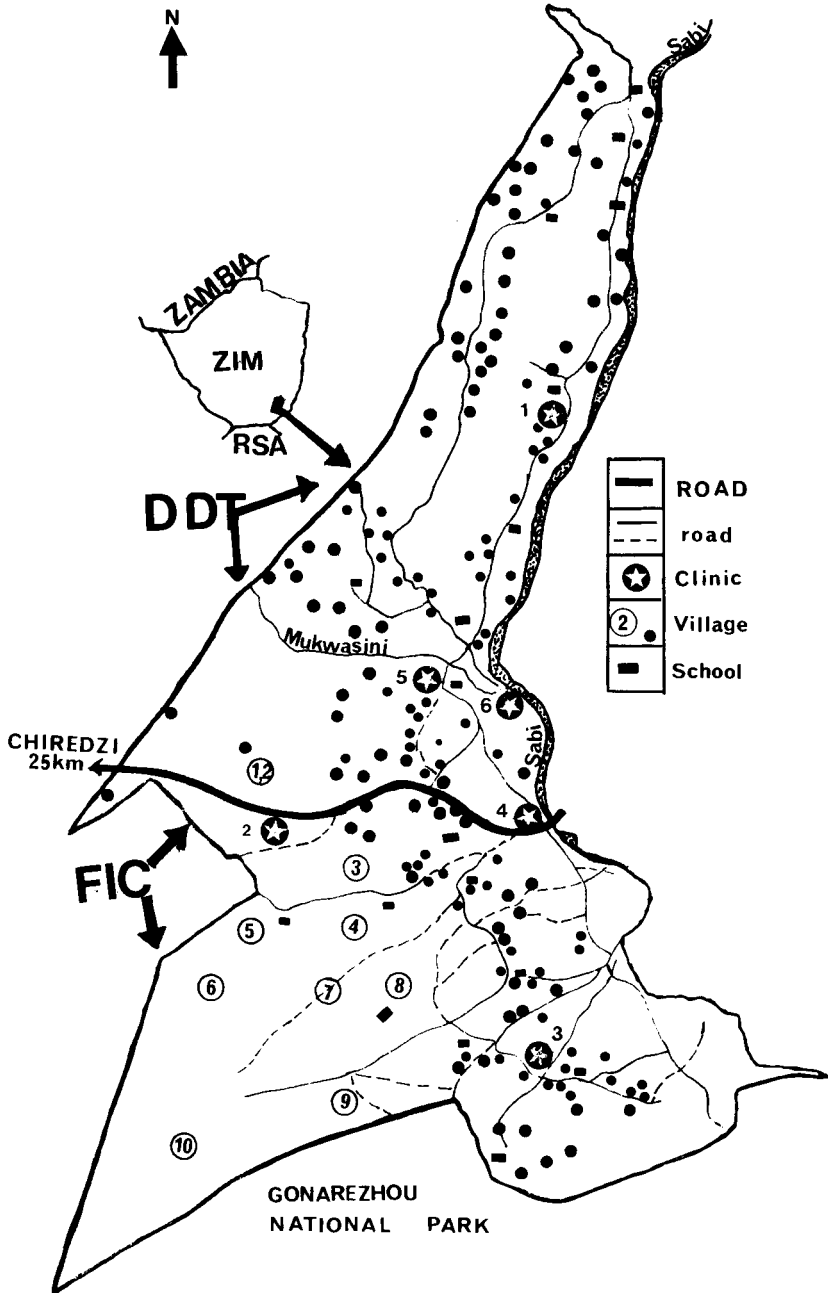 N
Sabi
ZAMBIA
ZIM
RSA
1
DDT
ROAD
road
Clinic
2 Village
School
Mukwasini
5
6
Sabi
CHIREDZI
25km
12
4
2
3
FIC
5
4
6
7
8
3
9
10
GONAREZHOU
NATIONAL PARK